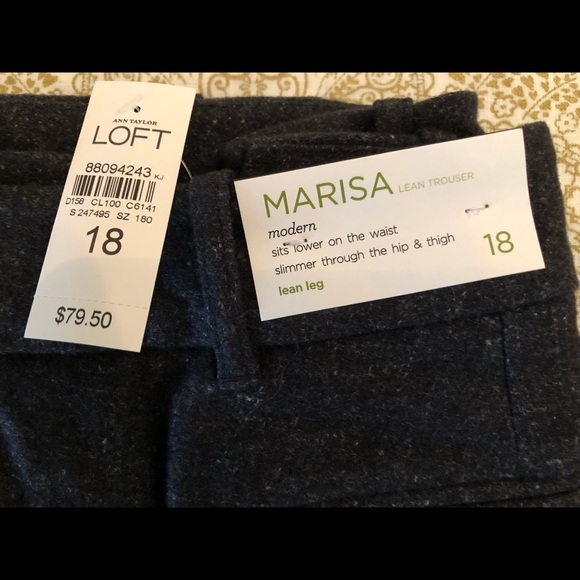 ANN TAYLOR
LOFT
88094243 KJ
D158 CL100 C6141
S 247495 SZ 180
18
$79.50
MARISA LEAN TROUSER
modern
sits lower on the waist
slimmer through the hip & thigh
lean leg
18